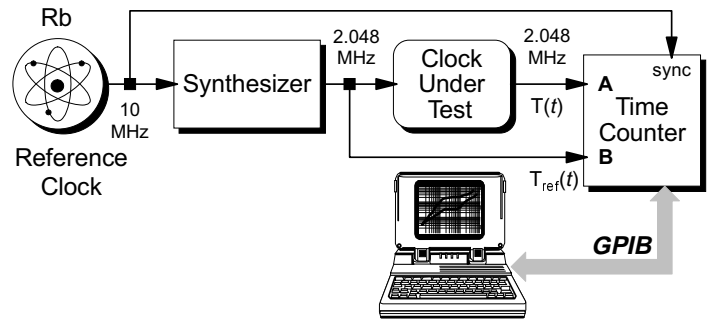 Rb
10
MHz
Reference
Clock
Synthesizer
2.048
MHz
Clock
Under
Test
2.048
MHz
T(t)
sync
A
Time
Counter
B
T_ref(t)
GPIB